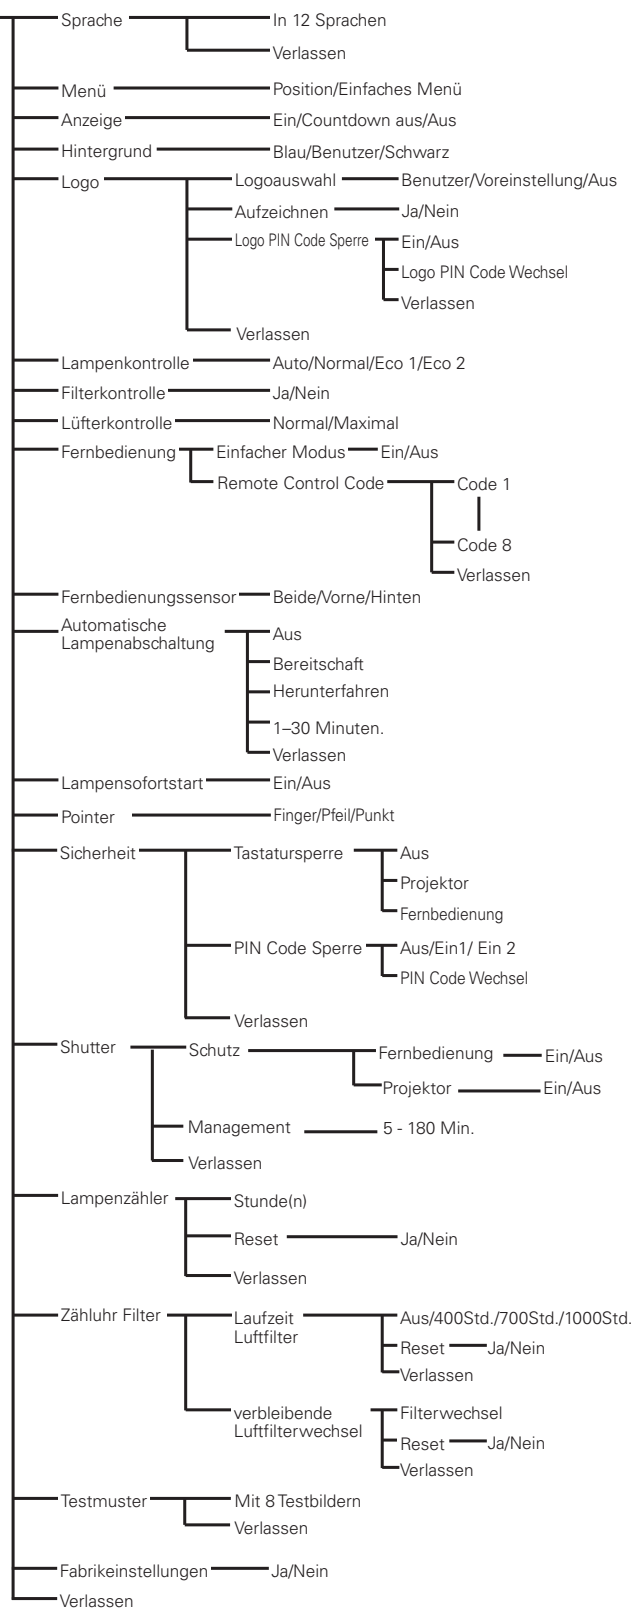 Sprache In 12 Sprachen
Verlassen
Menü Position/Einfaches Menü
Anzeige Ein/Countdown aus/Aus
Hintergrund Blau/Benutzer/Schwarz
Logo Logoauswahl Benutzer/Voreinstellung/Aus
Aufzeichnen Ja/Nein
Logo PIN Code Sperre Ein/Aus
Logo PIN Code Wechsel
Verlassen
Verlassen
Lampenkontrolle Auto/Normal/Eco 1/Eco 2
Filterkontrolle Ja/Nein
Lüfterkontrolle Normal/Maximal
Fernbedienung Einfacher Modus Ein/Aus
Remote Control Code Code 1
Code 8
Verlassen
Fernbedienungssensor Beide/Vorne/Hinten
Automatische
Lampenabschaltung Aus
Bereitschaft
Herunterfahren
1–30 Minuten.
Verlassen
Lampensofortstart Ein/Aus
Pointer Finger/Pfeil/Punkt
Sicherheit Tastatursperre Aus
Projektor
Fernbedienung
PIN Code Sperre Aus/Ein1/ Ein 2
PIN Code Wechsel
Verlassen
Shutter Schutz Fernbedienung Ein/Aus
Projektor Ein/Aus
Management 5 - 180 Min.
Verlassen
Lampenzähler Stunde(n)
Reset Ja/Nein
Verlassen
Zähluhr Filter Laufzeit Aus/400Std./700Std./1000Std.
Luftfilter
Reset Ja/Nein
Verlassen
verbleibende Filterwechsel
Luftfilterwechsel
Reset Ja/Nein
Verlassen
Testmuster Mit 8 Testbildern
Verlassen
Fabrikeinstellungen Ja/Nein
Verlassen